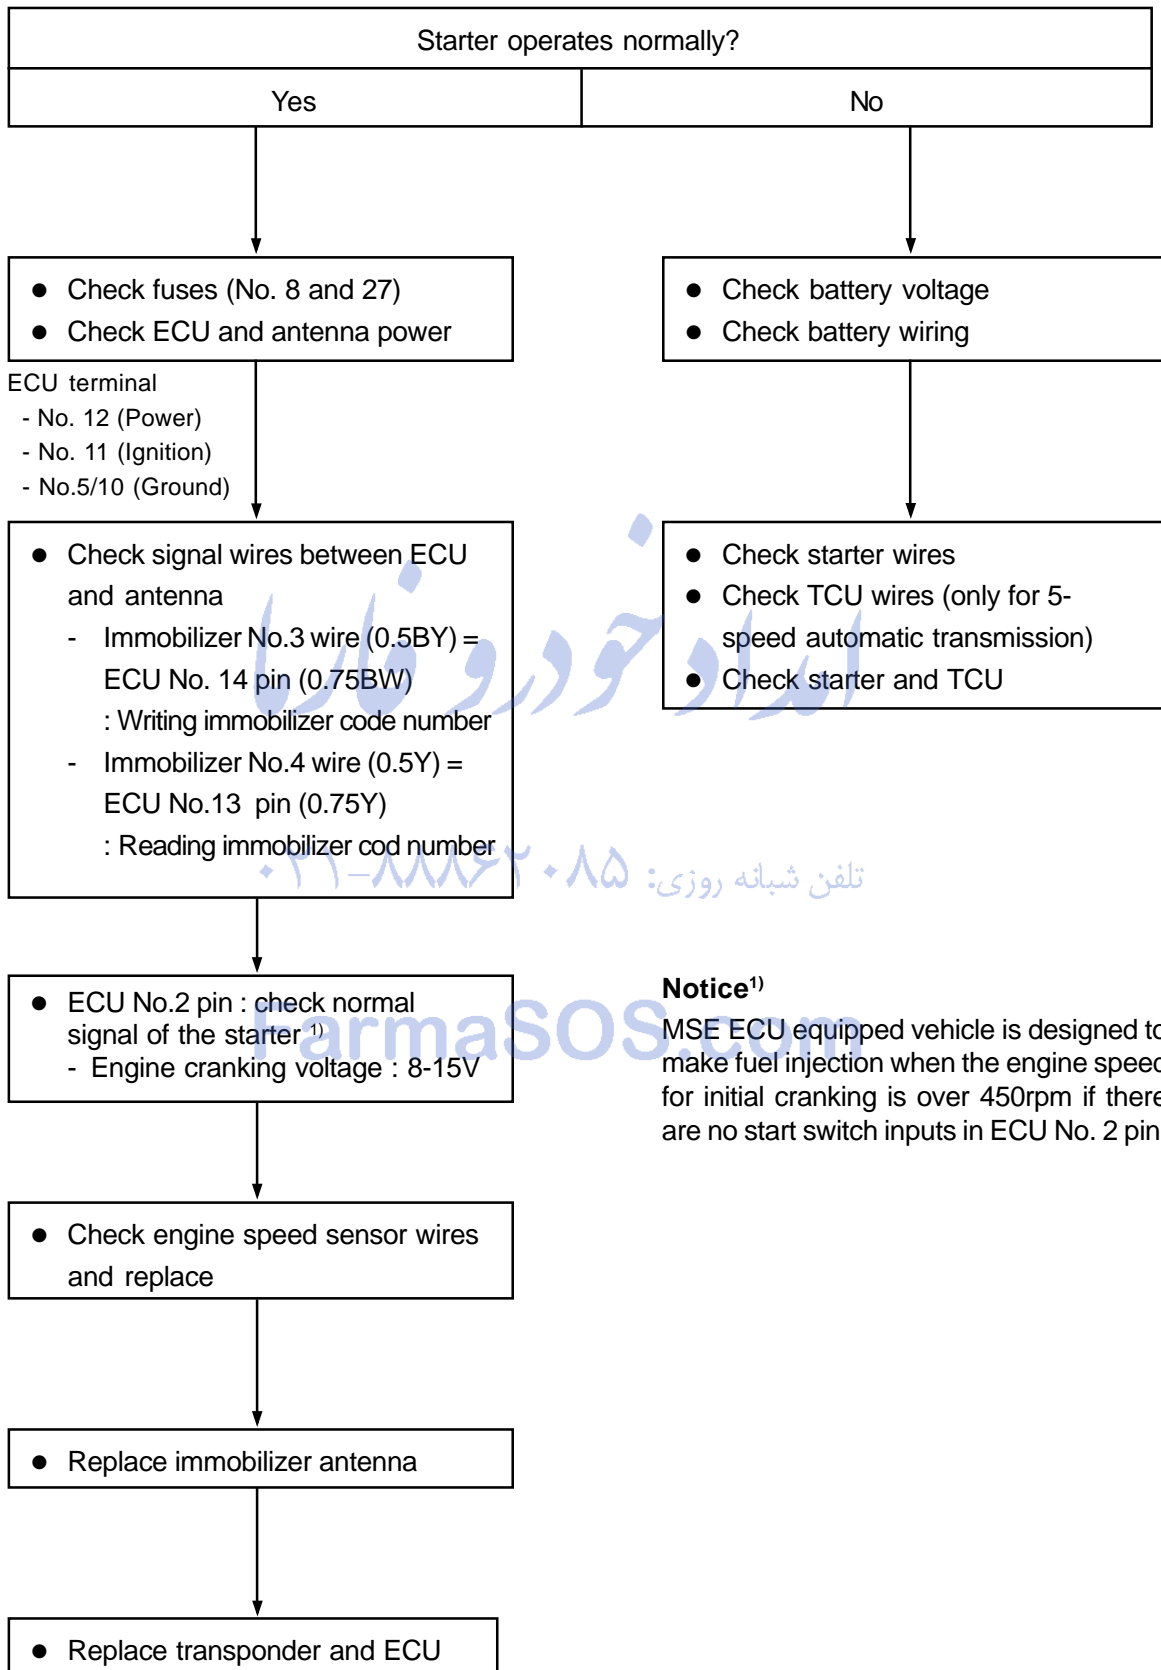 Starter operates normally?
Yes
No
● Check fuses (No. 8 and 27)
● Check ECU and antenna power
ECU terminal
- No. 12 (Power)
- No. 11 (Ignition)
- No.5/10 (Ground)
● Check signal wires between ECU
and antenna
- Immobilizer No.3 wire (0.5BY) =
ECU No. 14 pin (0.75BW)
: Writing immobilizer code number
- Immobilizer No.4 wire (0.5Y) =
ECU No.13 pin (0.75Y)
: Reading immobilizer cod number
● ECU No.2 pin : check normal
signal of the starter 1)
- Engine cranking voltage : 8-15V
● Check engine speed sensor wires
and replace
● Replace immobilizer antenna
● Replace transponder and ECU
● Check battery voltage
● Check battery wiring
● Check starter wires
● Check TCU wires (only for 5-
speed automatic transmission)
● Check starter and TCU
Notice1)
MSE ECU equipped vehicle is designed to
make fuel injection when the engine speed
for initial cranking is over 450rpm if there
are no start switch inputs in ECU No. 2 pin
امداد خودرو فارما
تلفن شبانه روزی: ۰۲۱-۸۸۸۶۲۰۸۵
FarmaSOS.com